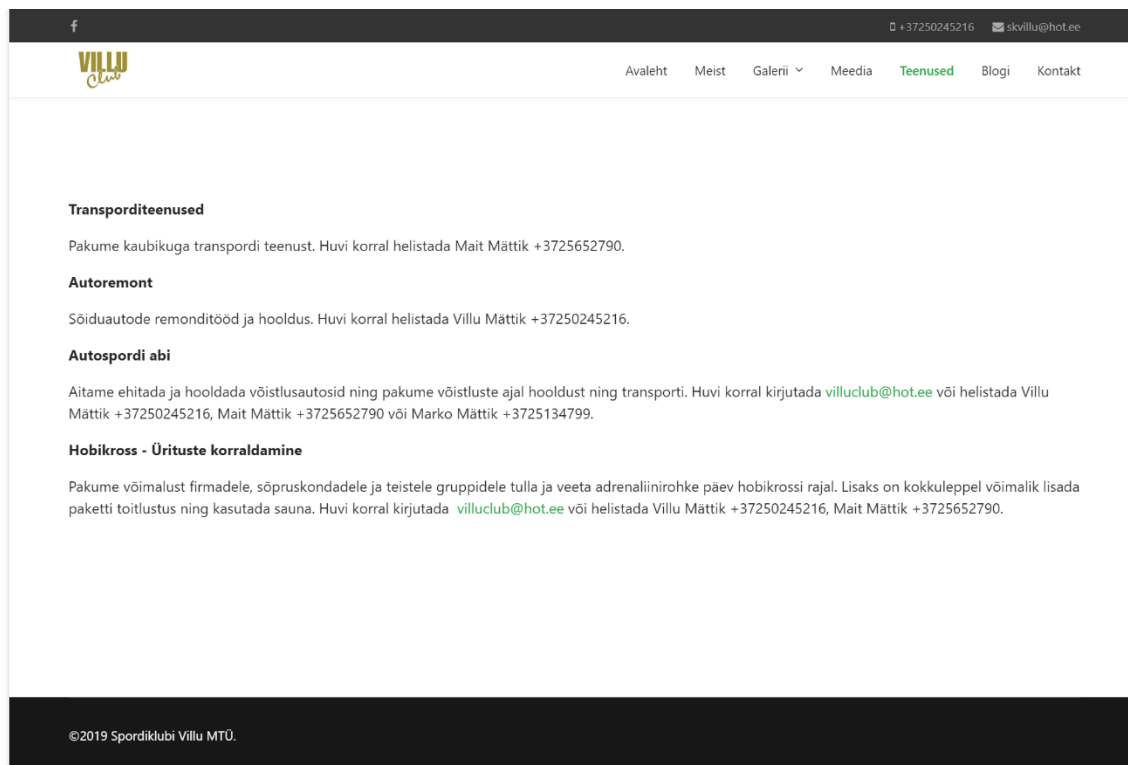 +37250245216 skvillu@hot.ee
VILLU
Club
Avaleht Meist Galerii Meedia Teenused Blogi Kontakt
Transporditeenused
Pakume kaubikuga transpordi teenust. Huvi korral helistada Mait Mättik +3725652790.
Autoremont
Sõiduautode remonditööd ja hooldus. Huvi korral helistada Villu Mättik +37250245216.
Autospordi abi
Aitame ehitada ja hooldada võistlusautosid ning pakume võistluste ajal hooldust ning transporti. Huvi korral kirjutada villuclub@hot.ee või helistada Villu
Mättik +37250245216, Mait Mättik +3725652790 või Marko Mättik +3725134799.
Hobikross - Ürituste korraldamine
Pakume võimalust firmadele, sõpruskondadele ja teistele gruppidele tulla ja veeta adrenaliinirohke päev hobikrossi rajal. Lisaks on kokkuleppel võimalik lisada
paketti toitlustus ning kasutada sauna. Huvi korral kirjutada villuclub@hot.ee või helistada Villu Mättik +37250245216, Mait Mättik +3725652790.
©2019 Spordiklubi Villu MTÜ.